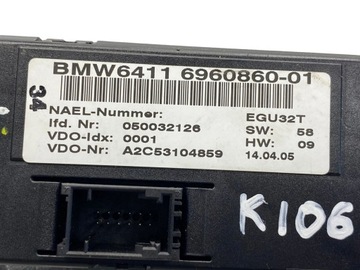 BMW6411 6960860-01
34
NAEL-Nummer: EGU32T
lfd. Nr: 050032126 SW: 58
VDO-Idx: 0001 HW: 09
VDO-Nr: A2C53104859 14.04.05
K106